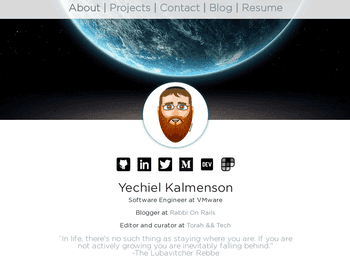 About | Projects | Contact | Blog | Resume
DEV
Yechiel Kalmenson
Software Engineer at VMware
Blogger at Rabbi On Rails
Editor and curator at Torah && Tech
"In life, there's no such thing as staying where you are. If you are
not actively growing you are inevitably falling behind."
-The Lubavitcher Rebbe